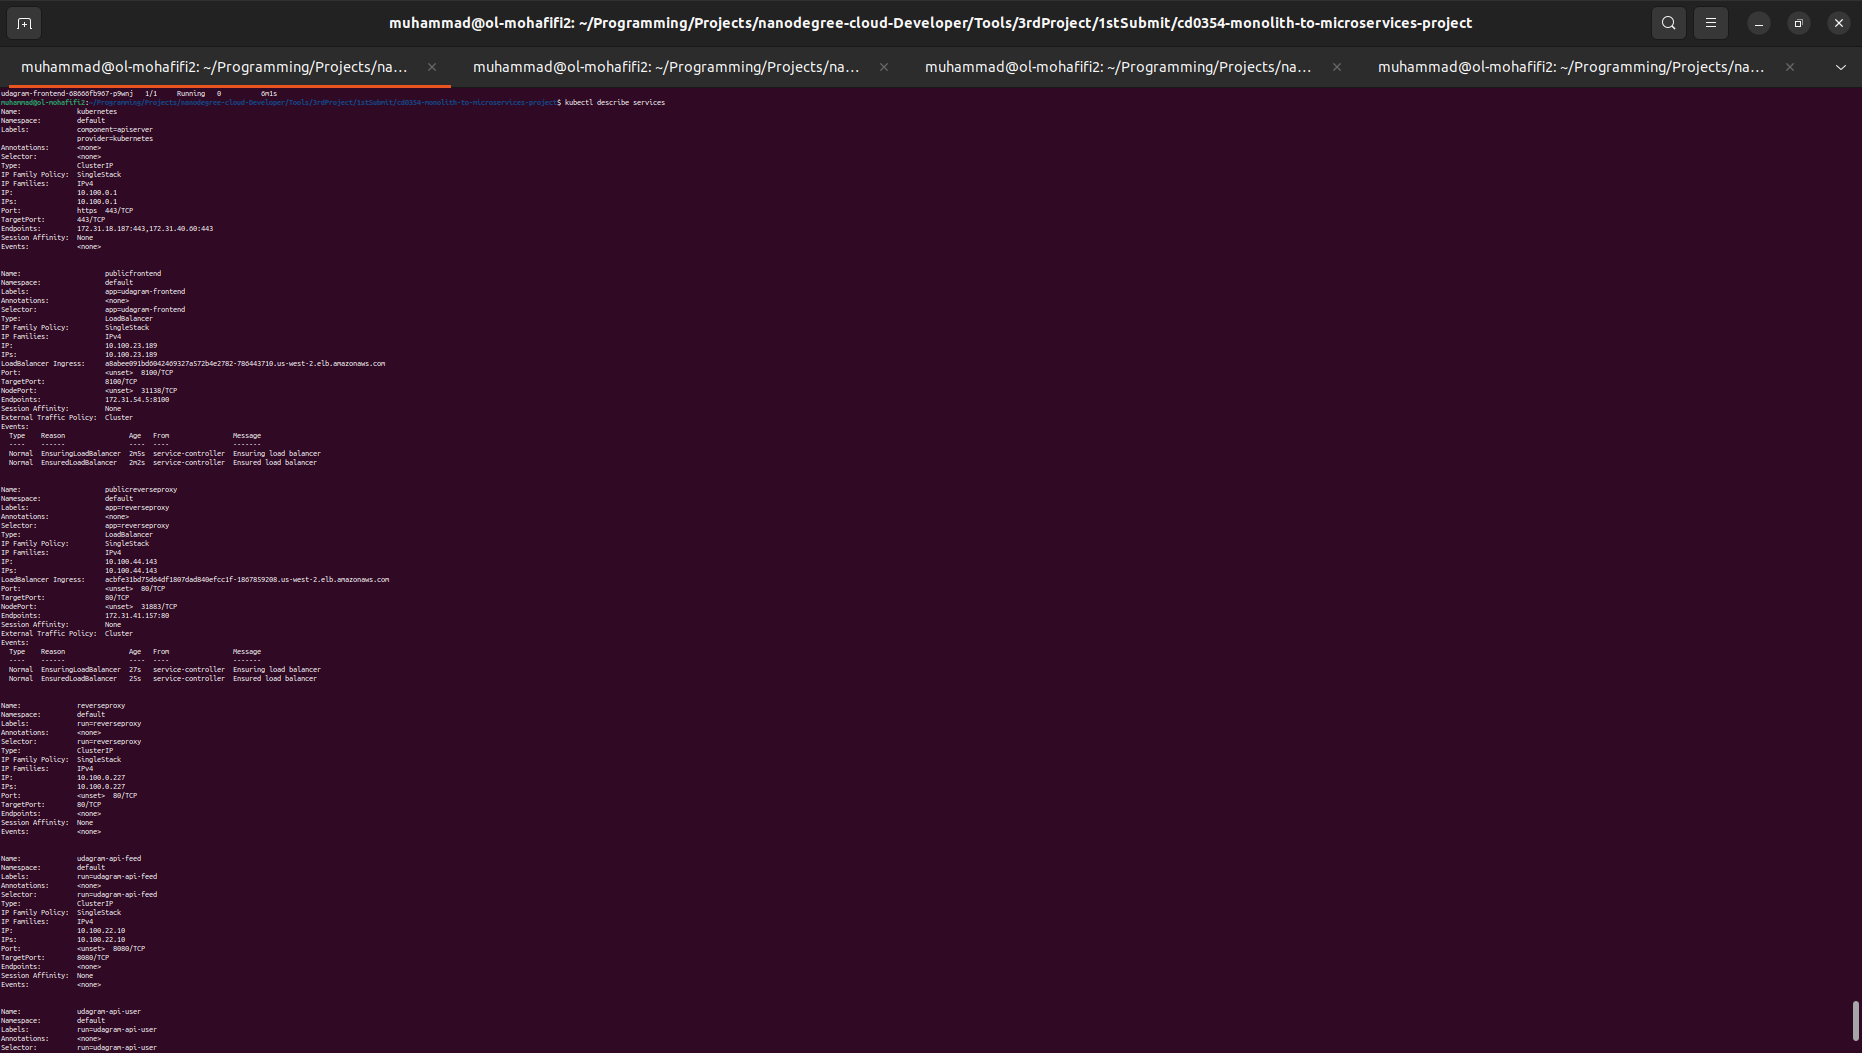 muhammad@ol-mohafifi2: ~/Programming/Projects/nanodegree-cloud-Developer/Tools/3rdProject/1stSubmit/cd0354-monolith-to-microservices-project
muhammad@ol-mohafifi2: ~/Programming/Projects/na... muhammad@ol-mohafifi2: ~/Programming/Projects/na... muhammad@ol-mohafifi2: ~/Programming/Projects/na... muhammad@ol-mohafifi2: ~/Programming/Projects/na...
udagram-frontend-68666fb967-p9wnj 1/1 Running 0 6m1s
muhammad@ol-mohafifi2:~/Programming/Projects/nanodegree-cloud-Developer/Tools/3rdProject/1stSubmit/cd0354-monolith-to-microservices-project$ kubectl describe services
Name: kubernetes
Namespace: default
Labels: component=apiserver
provider=kubernetes
Annotations: <none>
Selector: <none>
Type: ClusterIP
IP Family Policy: SingleStack
IP Families: IPv4
IP: 10.100.0.1
IPs: 10.100.0.1
Port: https 443/TCP
TargetPort: 443/TCP
Endpoints: 172.31.18.187:443,172.31.40.60:443
Session Affinity: None
Events: <none>
Name: publicfrontend
Namespace: default
Labels: app=udagram-frontend
Annotations: <none>
Selector: app=udagram-frontend
Type: LoadBalancer
IP Family Policy: SingleStack
IP Families: IPv4
IP: 10.100.23.189
IPs: 10.100.23.189
LoadBalancer Ingress: a8abee091bd6042469327a572b4e2782-786443710.us-west-2.elb.amazonaws.com
Port: <unset> 8100/TCP
TargetPort: 8100/TCP
NodePort: <unset> 31138/TCP
Endpoints: 172.31.54.5:8100
Session Affinity: None
External Traffic Policy: Cluster
Events:
Type Reason Age From Message
---- ------ ---- ---- -------
Normal EnsuringLoadBalancer 2m5s service-controller Ensuring load balancer
Normal EnsuredLoadBalancer 2m2s service-controller Ensured load balancer
Name: publicreverseproxy
Namespace: default
Labels: app=reverseproxy
Annotations: <none>
Selector: app=reverseproxy
Type: LoadBalancer
IP Family Policy: SingleStack
IP Families: IPv4
IP: 10.100.44.143
IPs: 10.100.44.143
LoadBalancer Ingress: acbfe31bd75d64df1807dad840efcc1f-1867859208.us-west-2.elb.amazonaws.com
Port: <unset> 80/TCP
TargetPort: 80/TCP
NodePort: <unset> 31883/TCP
Endpoints: 172.31.41.157:80
Session Affinity: None
External Traffic Policy: Cluster
Events:
Type Reason Age From Message
---- ------ ---- ---- -------
Normal EnsuringLoadBalancer 27s service-controller Ensuring load balancer
Normal EnsuredLoadBalancer 25s service-controller Ensured load balancer
Name: reverseproxy
Namespace: default
Labels: run=reverseproxy
Annotations: <none>
Selector: run=reverseproxy
Type: ClusterIP
IP Family Policy: SingleStack
IP Families: IPv4
IP: 10.100.0.227
IPs: 10.100.0.227
Port: <unset> 80/TCP
TargetPort: 80/TCP
Endpoints: <none>
Session Affinity: None
Events: <none>
Name: udagram-api-feed
Namespace: default
Labels: run=udagram-api-feed
Annotations: <none>
Selector: run=udagram-api-feed
Type: ClusterIP
IP Family Policy: SingleStack
IP Families: IPv4
IP: 10.100.22.10
IPs: 10.100.22.10
Port: <unset> 8080/TCP
TargetPort: 8080/TCP
Endpoints: <none>
Session Affinity: None
Events: <none>
Name: udagram-api-user
Namespace: default
Labels: run=udagram-api-user
Annotations: <none>
Selector: run=udagram-api-user